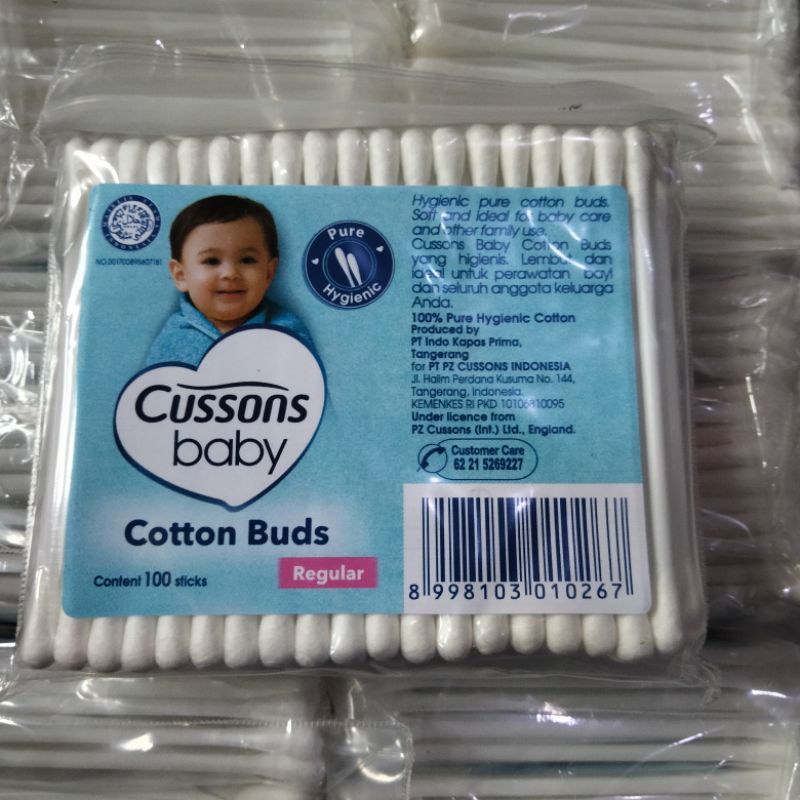 NO.00170089560718​1
Pure
Hygienic
Cussons
baby
Cotton Buds
Content 100 sticks
Regular
Hygienic pure cotton buds.
Soft and ideal for baby care
and other family use.
Cussons Baby Cotton Buds
yang higienis. Lembut dan
ideal untuk perawatan bayi
dan seluruh anggota keluarga
Anda.
100% Pure Hygienic Cotton
Produced by
PT Indo Kapas Prima,
Tangerang
for PT PZ CUSSONS INDONESIA
Jl. Halim Perdana Kusuma No. 144,
Tangerang, Indonesia.
KEMENKES RI PKD 10106810095
Under licence from
PZ Cussons (Int.) Ltd., England.
Customer Care
62 21 5269227
8 998103 010267